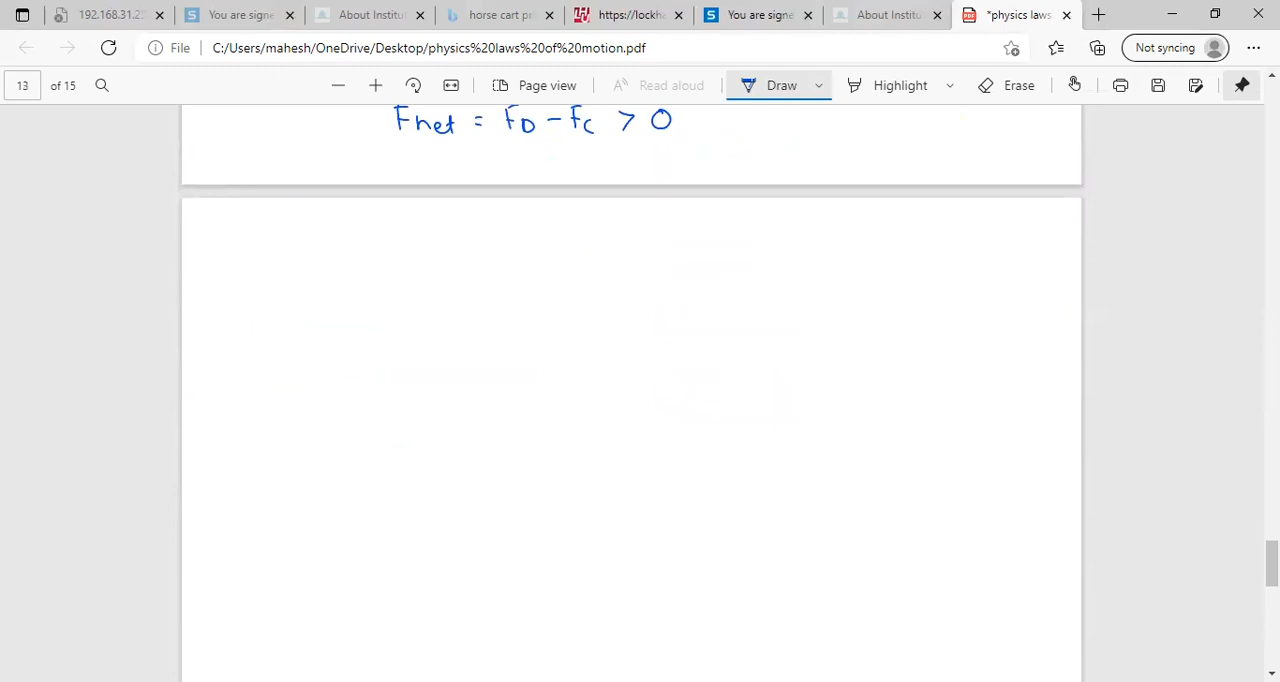 192.168.31.2
You are signe
About Institu
horse cart pr
https://lockha
You are signe
About Institu
*physics laws
File
C:/Users/mahesh/OneDrive/Desktop/physics%20laws%20of%20motion.pdf
Not syncing
13 of 15
Page view
Read aloud
Draw
Highlight
Erase
Fnet = FD - fc > 0